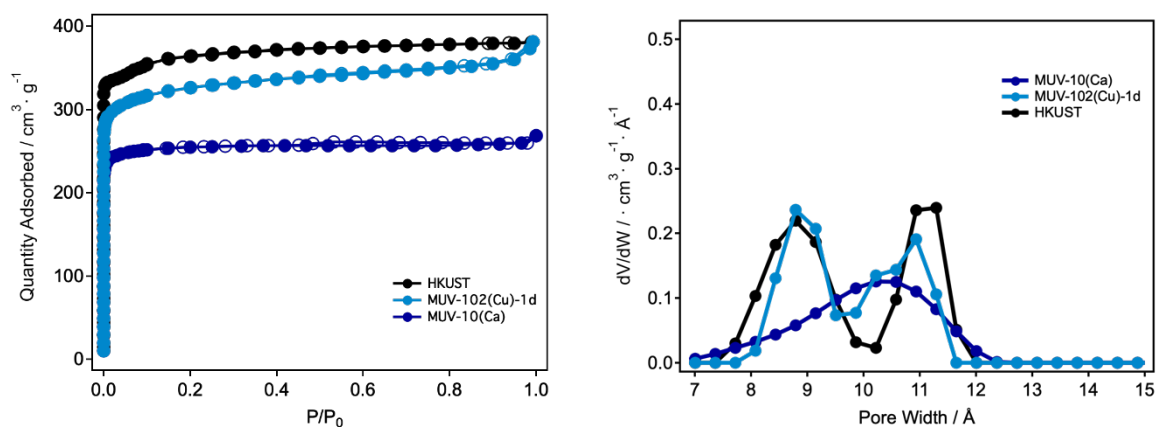 Quantity Adsorbed / cm³· g⁻¹
400
300
200
100
0
HKUST
MUV-102(Cu)-1d
MUV-10(Ca)
0.0 0.2 0.4 0.6 0.8 1.0
P/P₀
dV/dW / · cm³· g⁻¹· Å⁻¹
0.5
0.4
0.3
0.2
0.1
0.0
MUV-10(Ca)
MUV-102(Cu)-1d
HKUST
7 8 9 10 11 12 13 14 15
Pore Width / Å